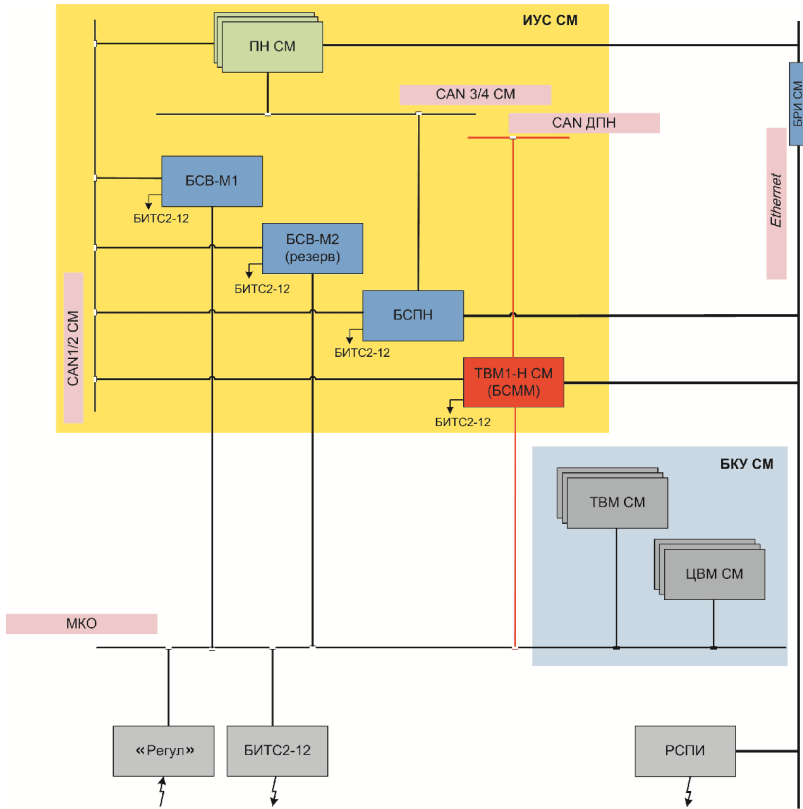 ИУС СМ
ПН СМ
CAN 3/4 СМ
CAN ДПН
БРИ СМ
Ethernet
БСВ-М1
БИТС2-12
БСВ-М2
(резерв)
БИТС2-12
БСПН
БИТС2-12
CAN1/2 СМ
ТВМ1-Н СМ
(БСММ)
БИТС2-12
БКУ СМ
ТВМ СМ
ЦВМ СМ
МКО
«Регул»
БИТС2-12
РСПИ